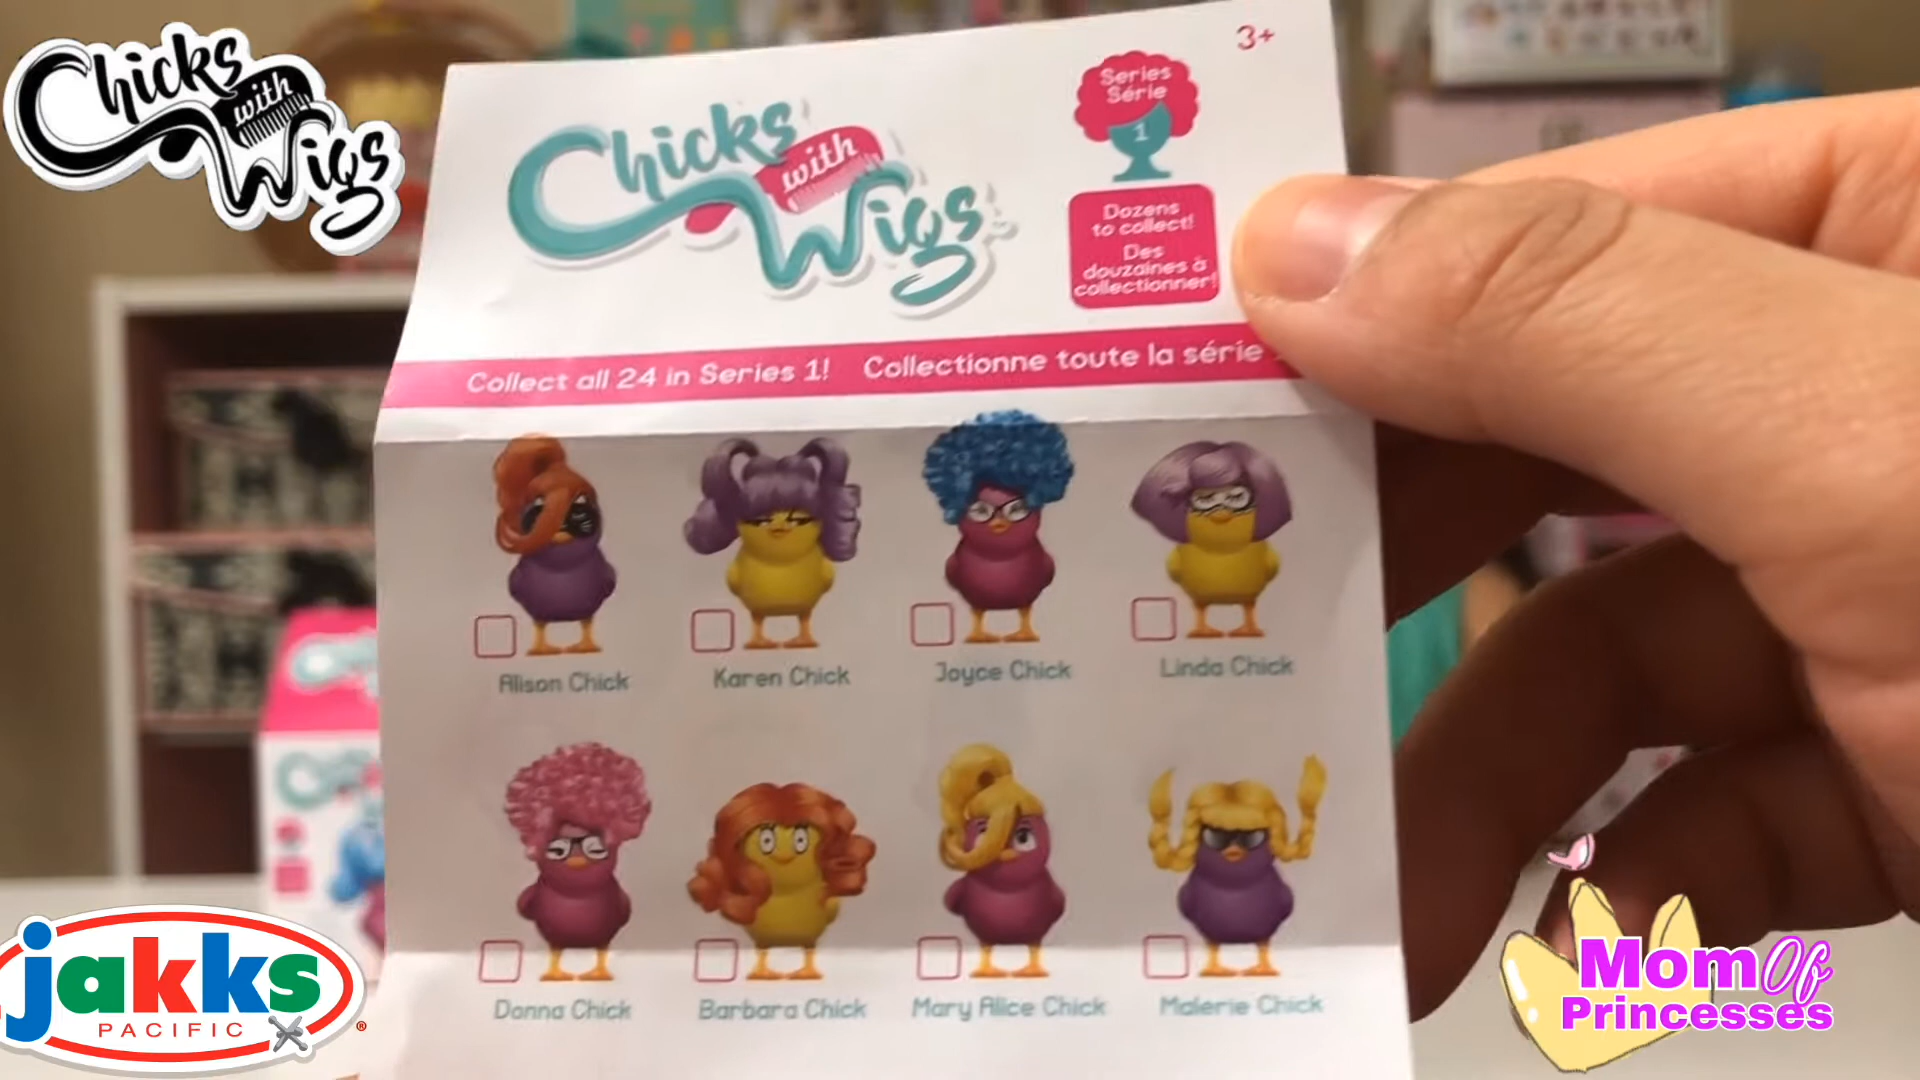 Chicks
with
Wigs
Chicks
with
Wigs
3+
Series
Série
1
Dozens
to collect!
Des
douzaines à
collectionner!
Collect all 24 in Series 1! Collectionne toute la série
Alison Chick
Karen Chick
Joyce Chick
Linda Chick
Donna Chick
Barbara Chick
Mary Alice Chick
Malerie Chick
jakks
PACIFIC
®
Mom Of
Princesses